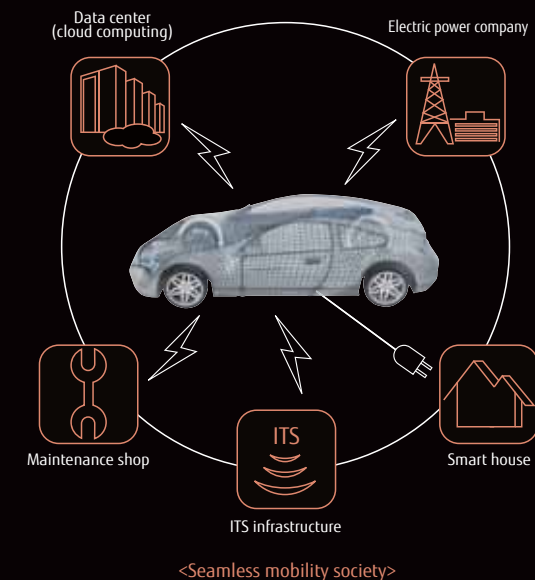 Data center
(cloud computing)
Electric power company
Maintenance shop
ITS
Smart house
ITS infrastructure
<Seamless mobility society>